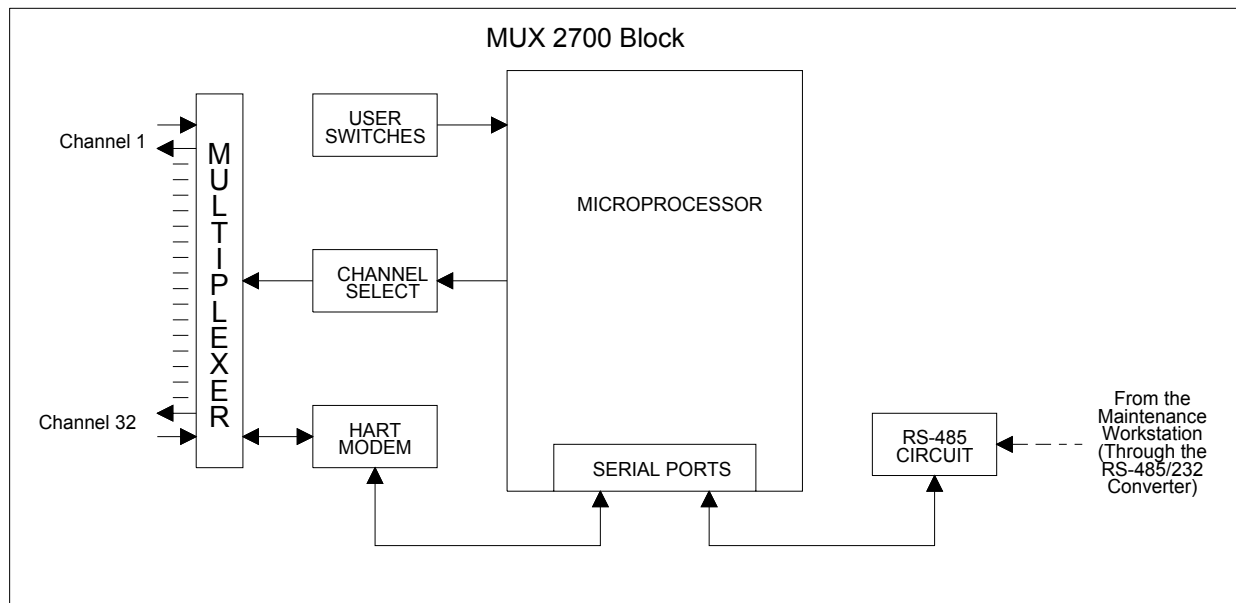 MUX 2700 Block
Channel 1
MULTIPLEXER
USER
SWITCHES
MICROPROCESSOR
CHANNEL
SELECT
Channel 32
HART
MODEM
SERIAL PORTS
RS-485
CIRCUIT
From the
Maintenance
Workstation
(Through the
RS-485/232
Converter)